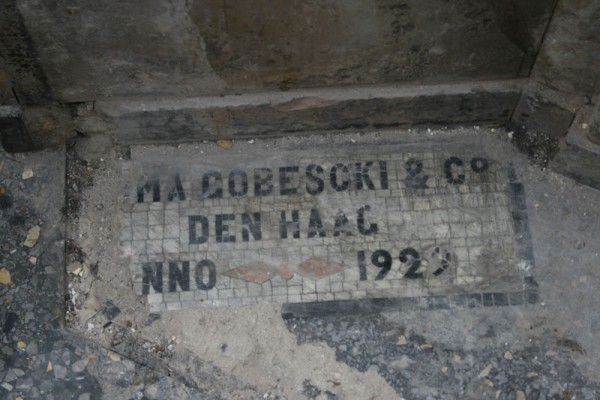 MA GOBESCKI & Cº
DEN HAAG
NNO 1929